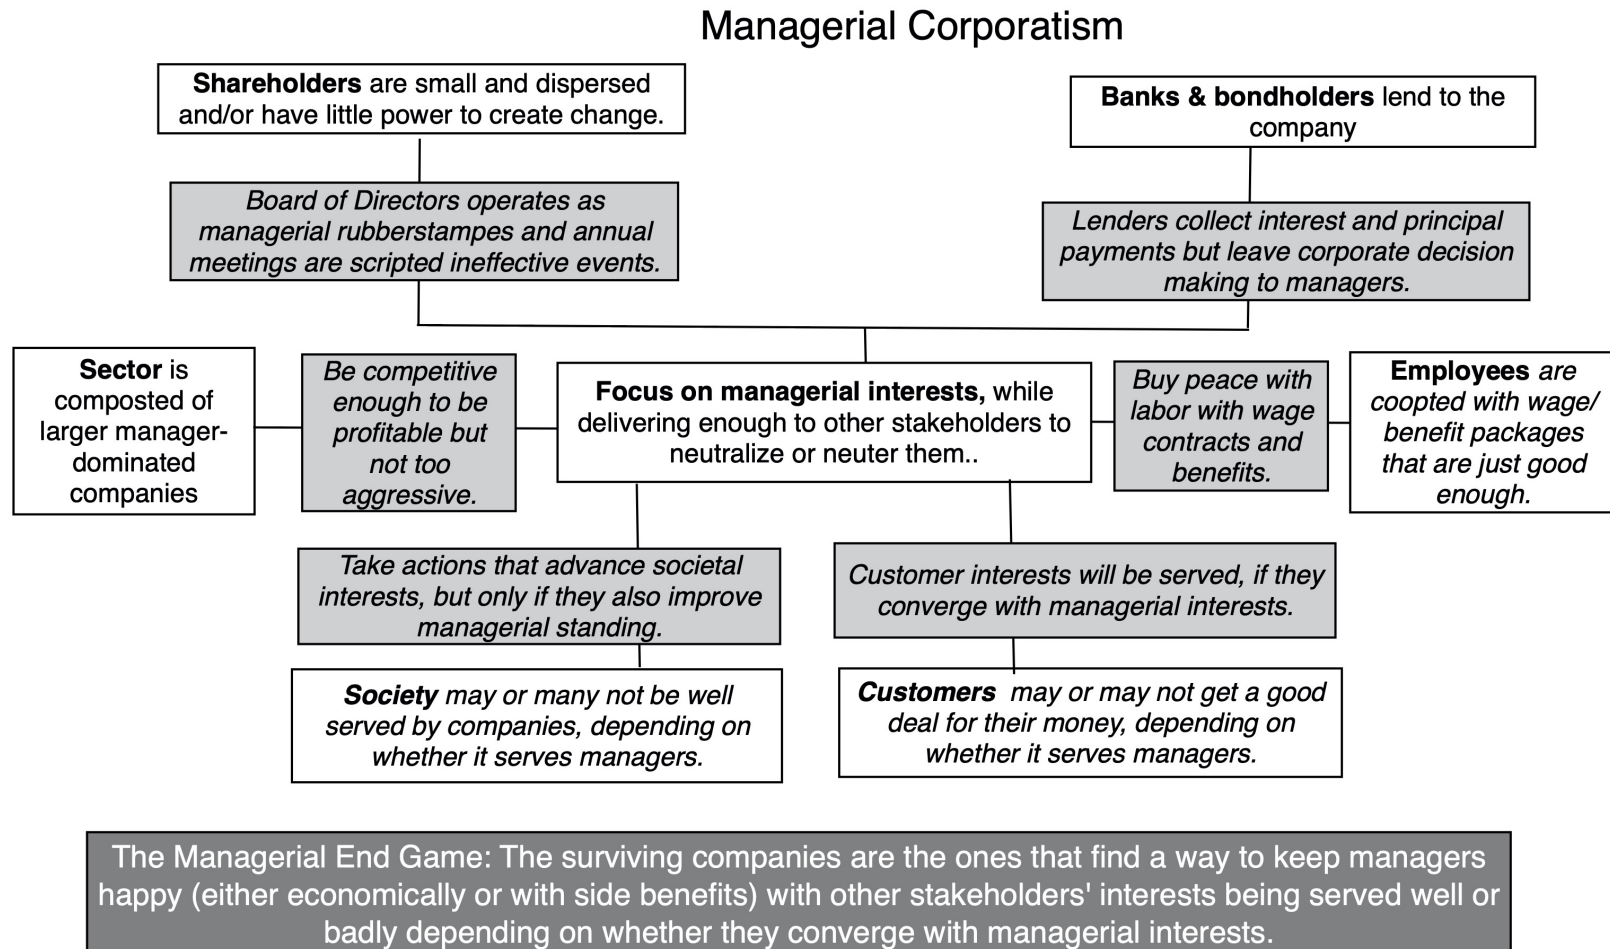 Managerial Corporatism
Shareholders are small and dispersed
and/or have little power to create change.
Banks & bondholders lend to the
company
Board of Directors operates as
managerial rubberstampes and annual
meetings are scripted ineffective events.
Lenders collect interest and principal
payments but leave corporate decision
making to managers.
Sector is
composted of
larger manager-
dominated
companies
Be competitive
enough to be
profitable but
not too
aggressive.
Focus on managerial interests, while
delivering enough to other stakeholders to
neutralize or neuter them..
Buy peace with
labor with wage
contracts and
benefits.
Employees are
coopted with wage/
benefit packages
that are just good
enough.
Take actions that advance societal
interests, but only if they also improve
managerial standing.
Customer interests will be served, if they
converge with managerial interests.
Society may or many not be well
served by companies, depending on
whether it serves managers.
Customers may or may not get a good
deal for their money, depending on
whether it serves managers.
The Managerial End Game: The surviving companies are the ones that find a way to keep managers
happy (either economically or with side benefits) with other stakeholders' interests being served well or
badly depending on whether they converge with managerial interests.